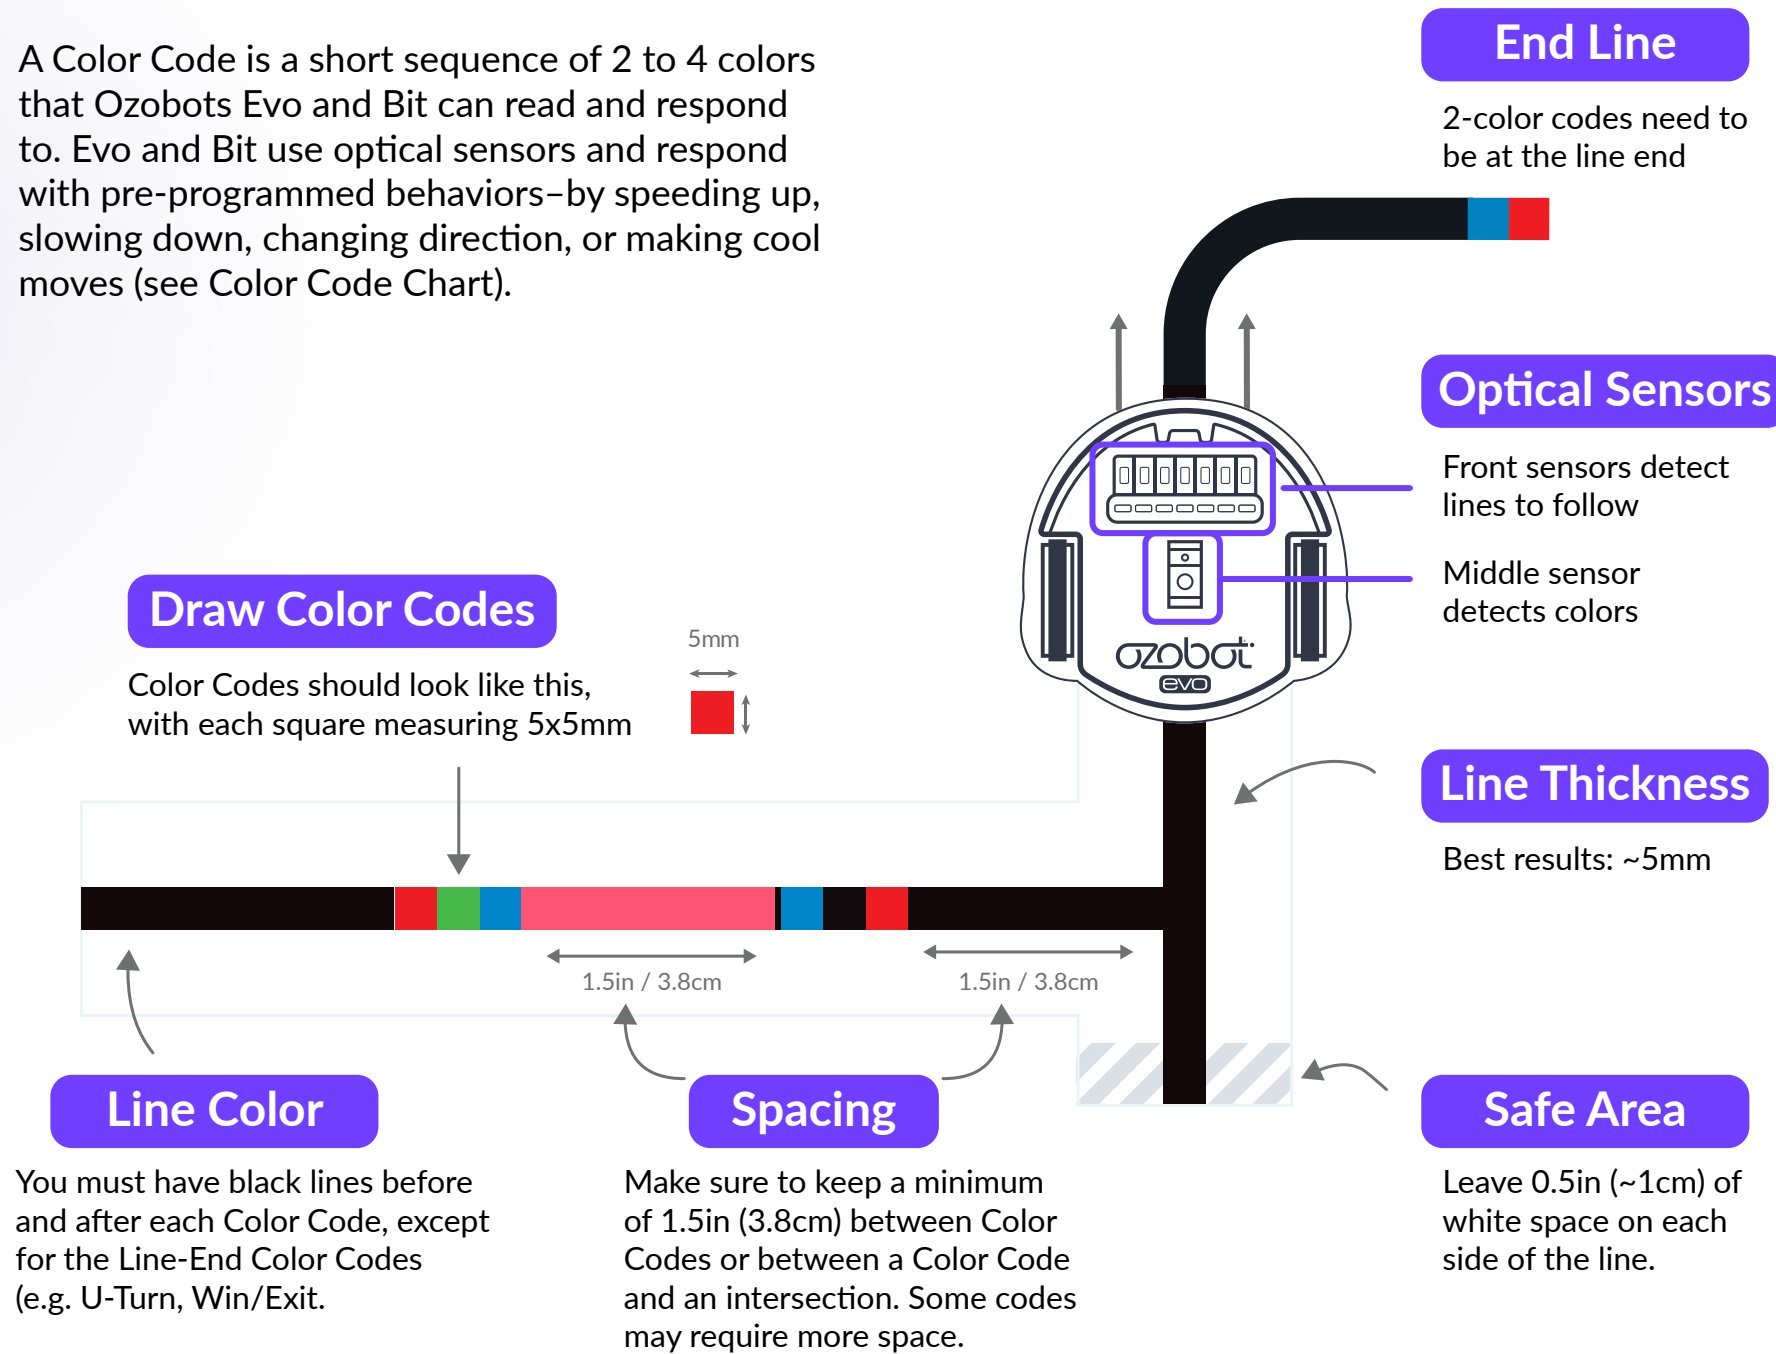 A Color Code is a short sequence of 2 to 4 colors
that Ozobots Evo and Bit can read and respond
to. Evo and Bit use optical sensors and respond
with pre-programmed behaviors–by speeding up,
slowing down, changing direction, or making cool
moves (see Color Code Chart).
End Line
2-color codes need to
be at the line end
Optical Sensors
Front sensors detect
lines to follow
Middle sensor
detects colors
ozobot
evo
Draw Color Codes
Color Codes should look like this,
with each square measuring 5x5mm
5mm
Line Thickness
Best results: ~5mm
1.5in / 3.8cm
1.5in / 3.8cm
Line Color
You must have black lines before
and after each Color Code, except
for the Line-End Color Codes
(e.g. U-Turn, Win/Exit.
Spacing
Make sure to keep a minimum
of 1.5in (3.8cm) between Color
Codes or between a Color Code
and an intersection. Some codes
may require more space.
Safe Area
Leave 0.5in (~1cm) of
white space on each
side of the line.